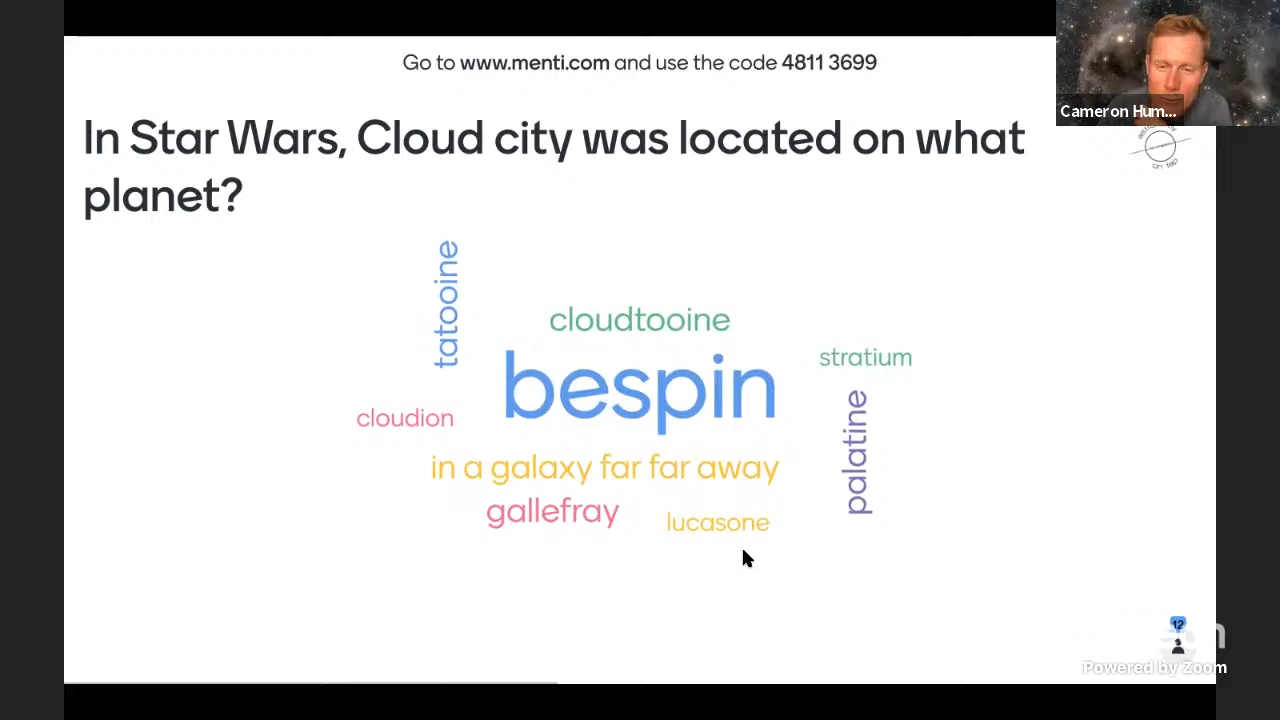 Go to www.menti.com and use the code 4811 3699
Cameron Hum...
In Star Wars, Cloud city was located on what
planet?
on tap
tatooine
cloudtooine
stratium
bespin
cloudion
palatine
in a galaxy far far away
gallefray
lucasone
12
Powered by Zoom